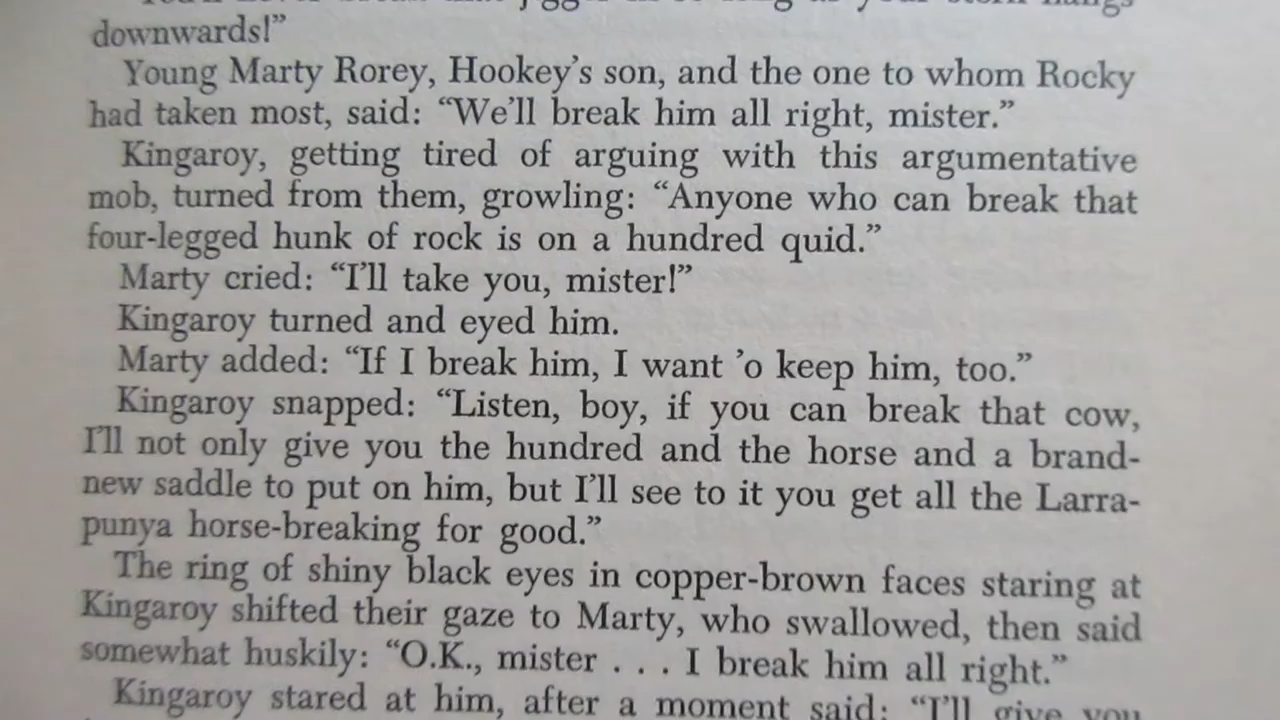 downwards!”
Young Marty Rorey, Hookey’s son, and the one to whom Rocky
had taken most, said: “We’ll break him all right, mister.”
Kingaroy, getting tired of arguing with this argumentative
mob, turned from them, growling: “Anyone who can break that
four-legged hunk of rock is on a hundred quid.”
Marty cried: “I’ll take you, mister!”
Kingaroy turned and eyed him.
Marty added: “If I break him, I want ’o keep him, too.”
Kingaroy snapped: “Listen, boy, if you can break that cow,
I’ll not only give you the hundred and the horse and a brand-
new saddle to put on him, but I’ll see to it you get all the Larra-
punya horse-breaking for good.”
The ring of shiny black eyes in copper-brown faces staring at
Kingaroy shifted their gaze to Marty, who swallowed, then said
somewhat huskily: “O.K., mister . . . I break him all right.”
Kingaroy stared at him, after a moment said: “I’ll give you